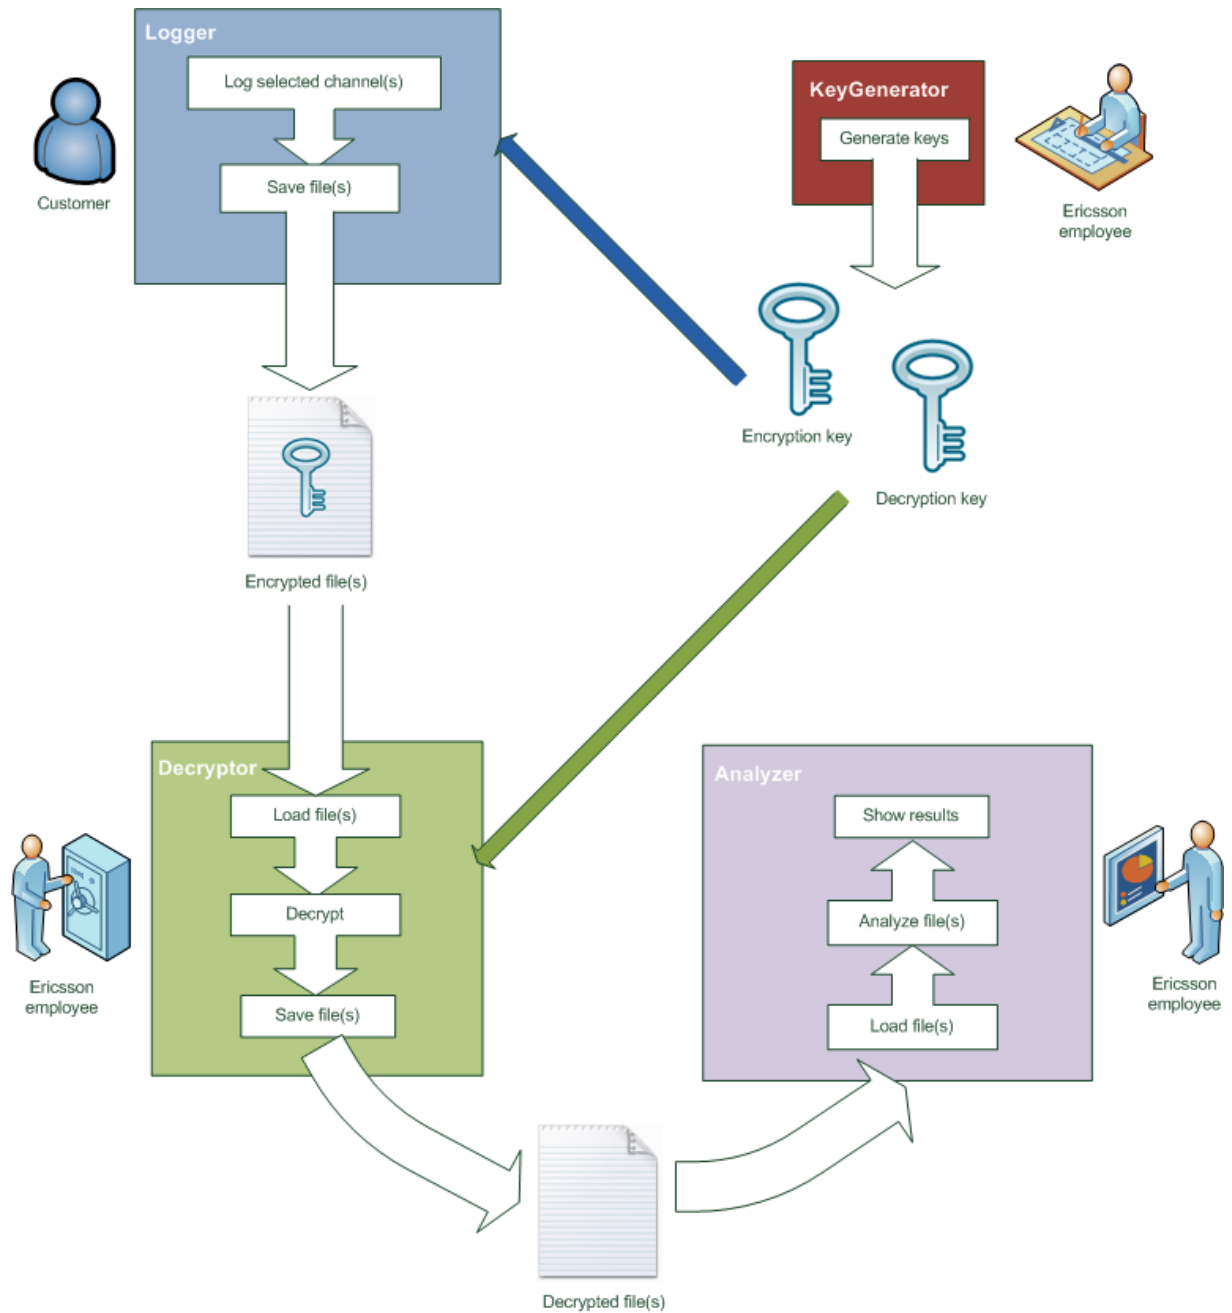 Logger
Log selected channel(s)
Save file(s)
Customer
KeyGenerator
Generate keys
Ericsson
employee
Encryption key
Decryption key
Encrypted file(s)
Decryptor
Load file(s)
Decrypt
Save file(s)
Ericsson
employee
Analyzer
Show results
Analyze file(s)
Load file(s)
Ericsson
employee
Decrypted file(s)